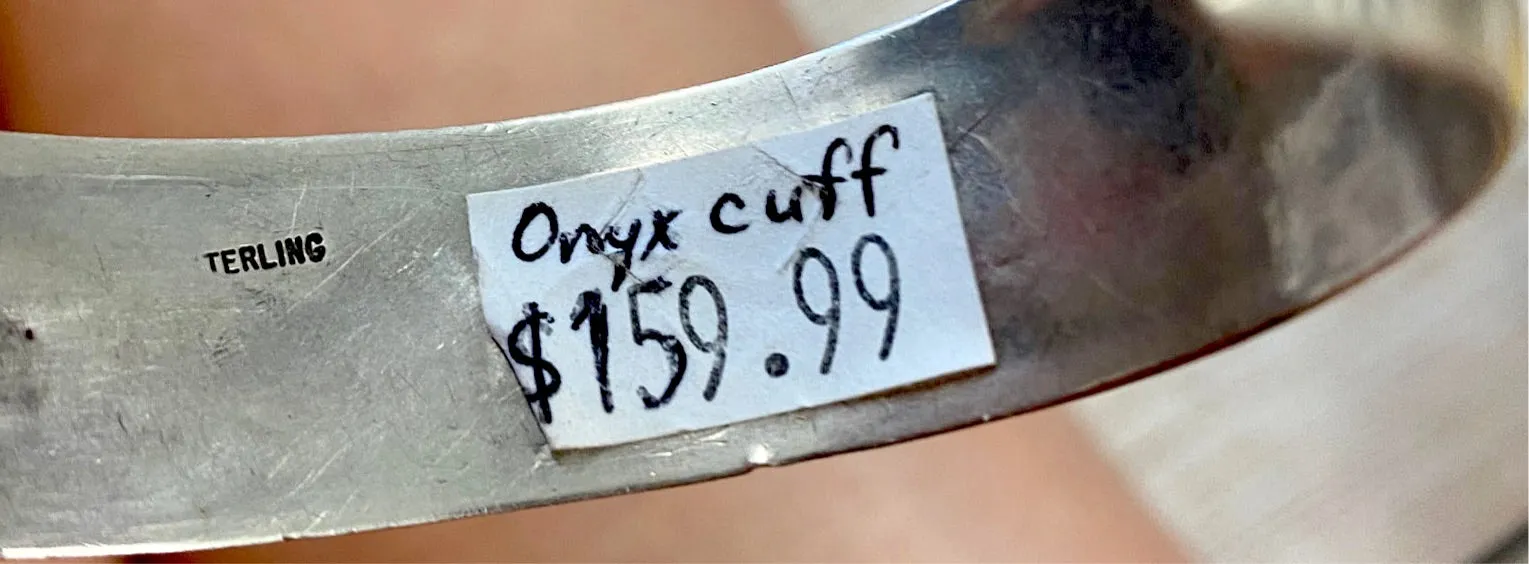 TERLING
Onyx cuff
$159.99